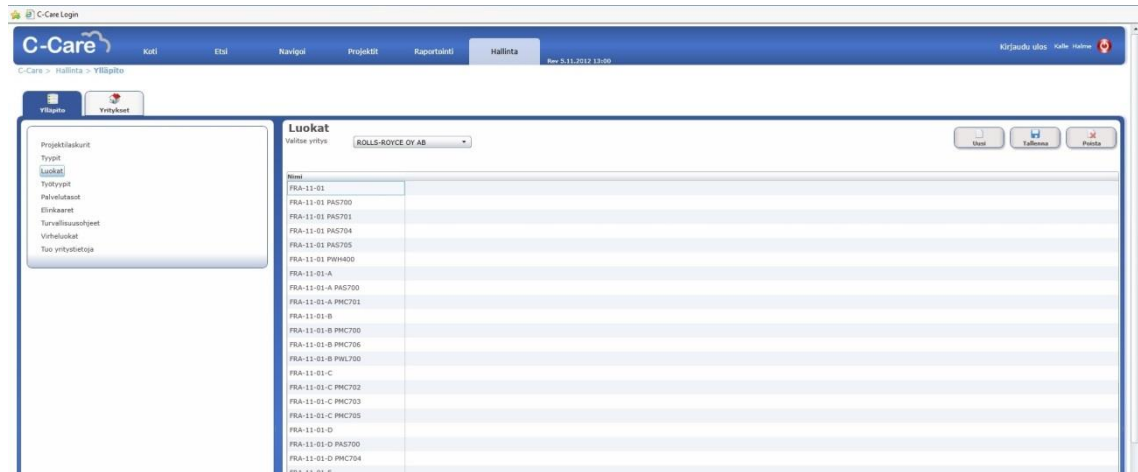 C-Care Login
C-Care
Koti Etsi Navigoi Projektit Raportointi Hallinta
Rev 5.11.2012 13:00
Kirjaudu ulos Kalle Halme
C-Care > Hallinta > Ylläpito
Ylläpito Yritykset
Projektilaskurit
Tyypit
Luokat
Työtyypit
Palvelutasot
Elinkaaret
Turvallisuusohjeet
Virheluokat
Tuo yritystietoja
Luokat
Valitse yritys ROLLS-ROYCE OY AB
Uusi Tallenna Poista
Nimi
FRA-11-01
FRA-11-01 PAS700
FRA-11-01 PAS701
FRA-11-01 PAS704
FRA-11-01 PAS705
FRA-11-01 PWH400
FRA-11-01-A
FRA-11-01-A PAS700
FRA-11-01-A PMC701
FRA-11-01-B
FRA-11-01-B PMC700
FRA-11-01-B PMC706
FRA-11-01-B PWL700
FRA-11-01-C
FRA-11-01-C PMC702
FRA-11-01-C PMC703
FRA-11-01-C PMC705
FRA-11-01-D
FRA-11-01-D PAS700
FRA-11-01-D PMC704